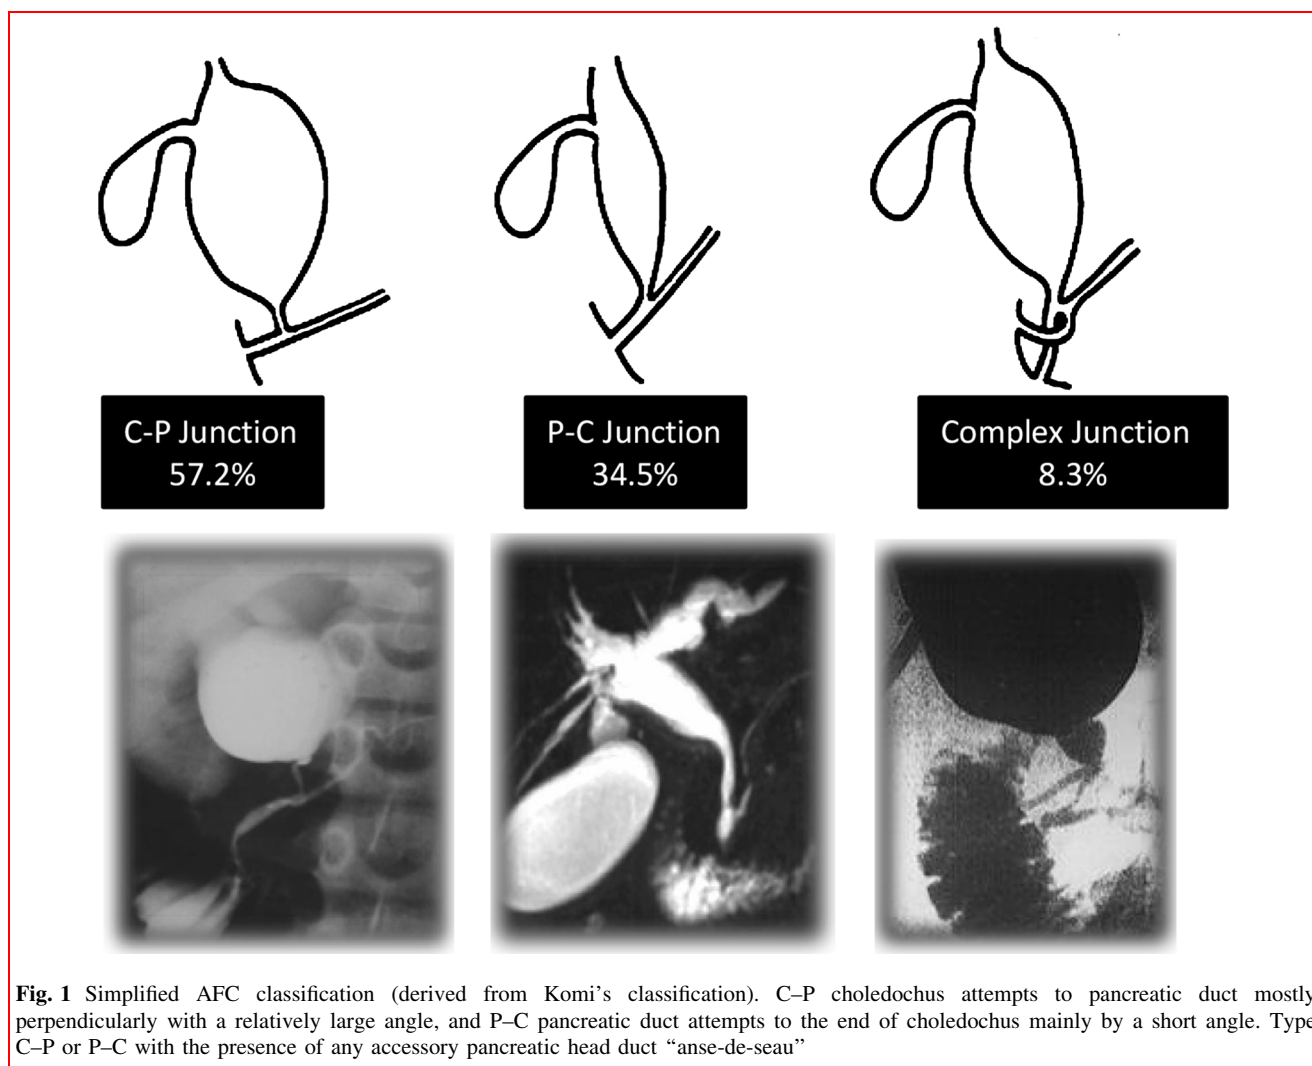 C-P Junction
57.2%
P-C Junction
34.5%
Complex Junction
8.3%
Fig. 1 Simplified AFC classification (derived from Komi's classification). C–P choledochus attempts to pancreatic duct mostly
perpendicularly with a relatively large angle, and P–C pancreatic duct attempts to the end of choledochus mainly by a short angle. Type
C–P or P–C with the presence of any accessory pancreatic head duct “anse-de-seau”